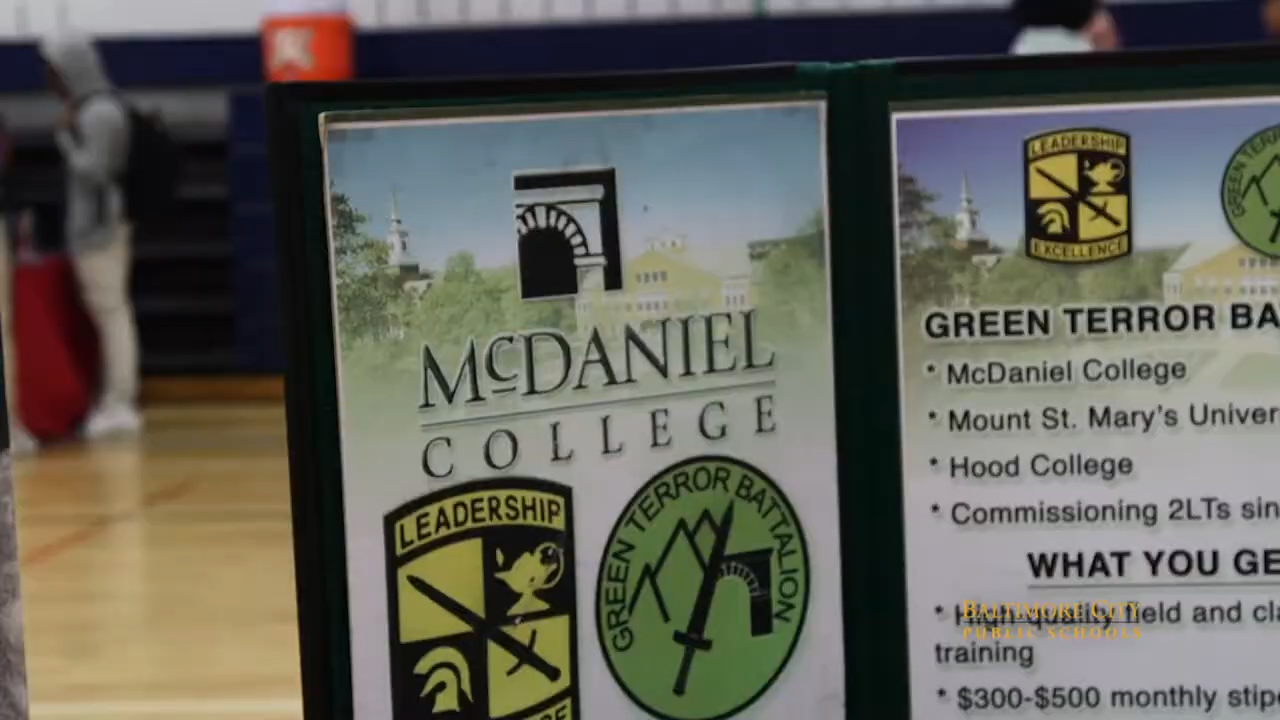 McDANIEL
COLLEGE
LEADERSHIP
GREEN TERROR BATTALION
LEADERSHIP
EXCELLENCE
GREEN TERROR BA
* McDaniel College
* Mount St. Mary's Univer
* Hood College
* Commissioning 2LTs sin
WHAT YOU GE
* eld and cla
training
* $300-$500 monthly stip
BALTIMORE CITY
PUBLIC SCHOOLS